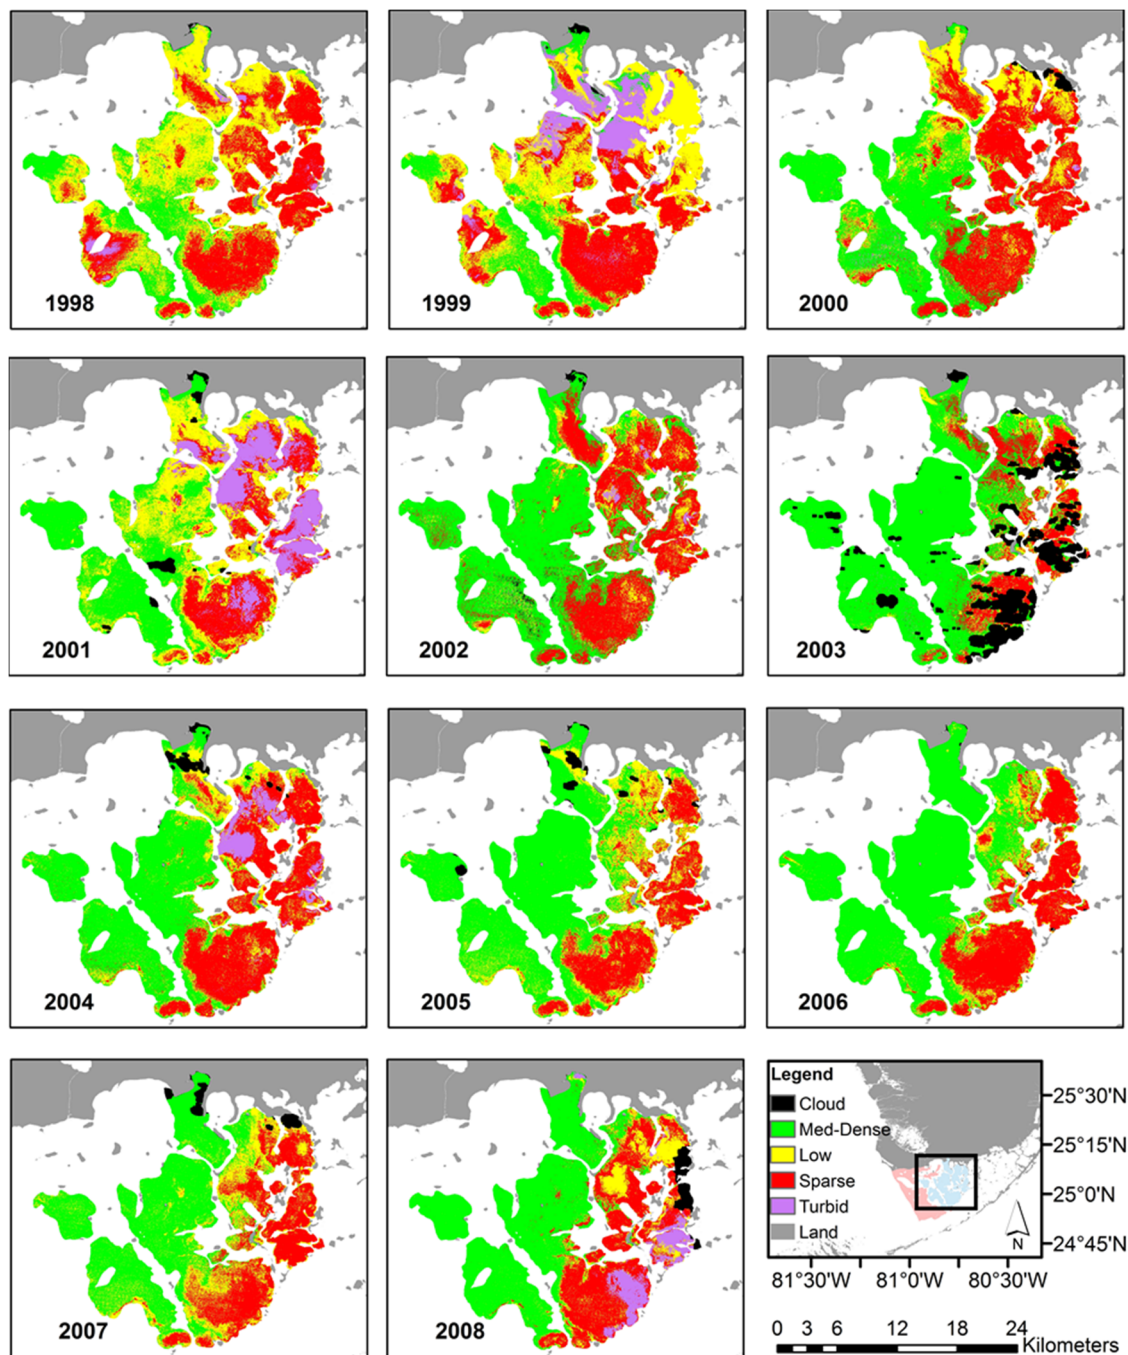 1998
1999
2000
2001
2002
2003
2004
2005
2006
2007
2008
Legend
Cloud
Med-Dense
Low
Sparse
Turbid
Land
N
25°30'N
25°15'N
25°0'N
24°45'N
81°30'W 81°0'W 80°30'W
0 3 6 12 18 24
Kilometers